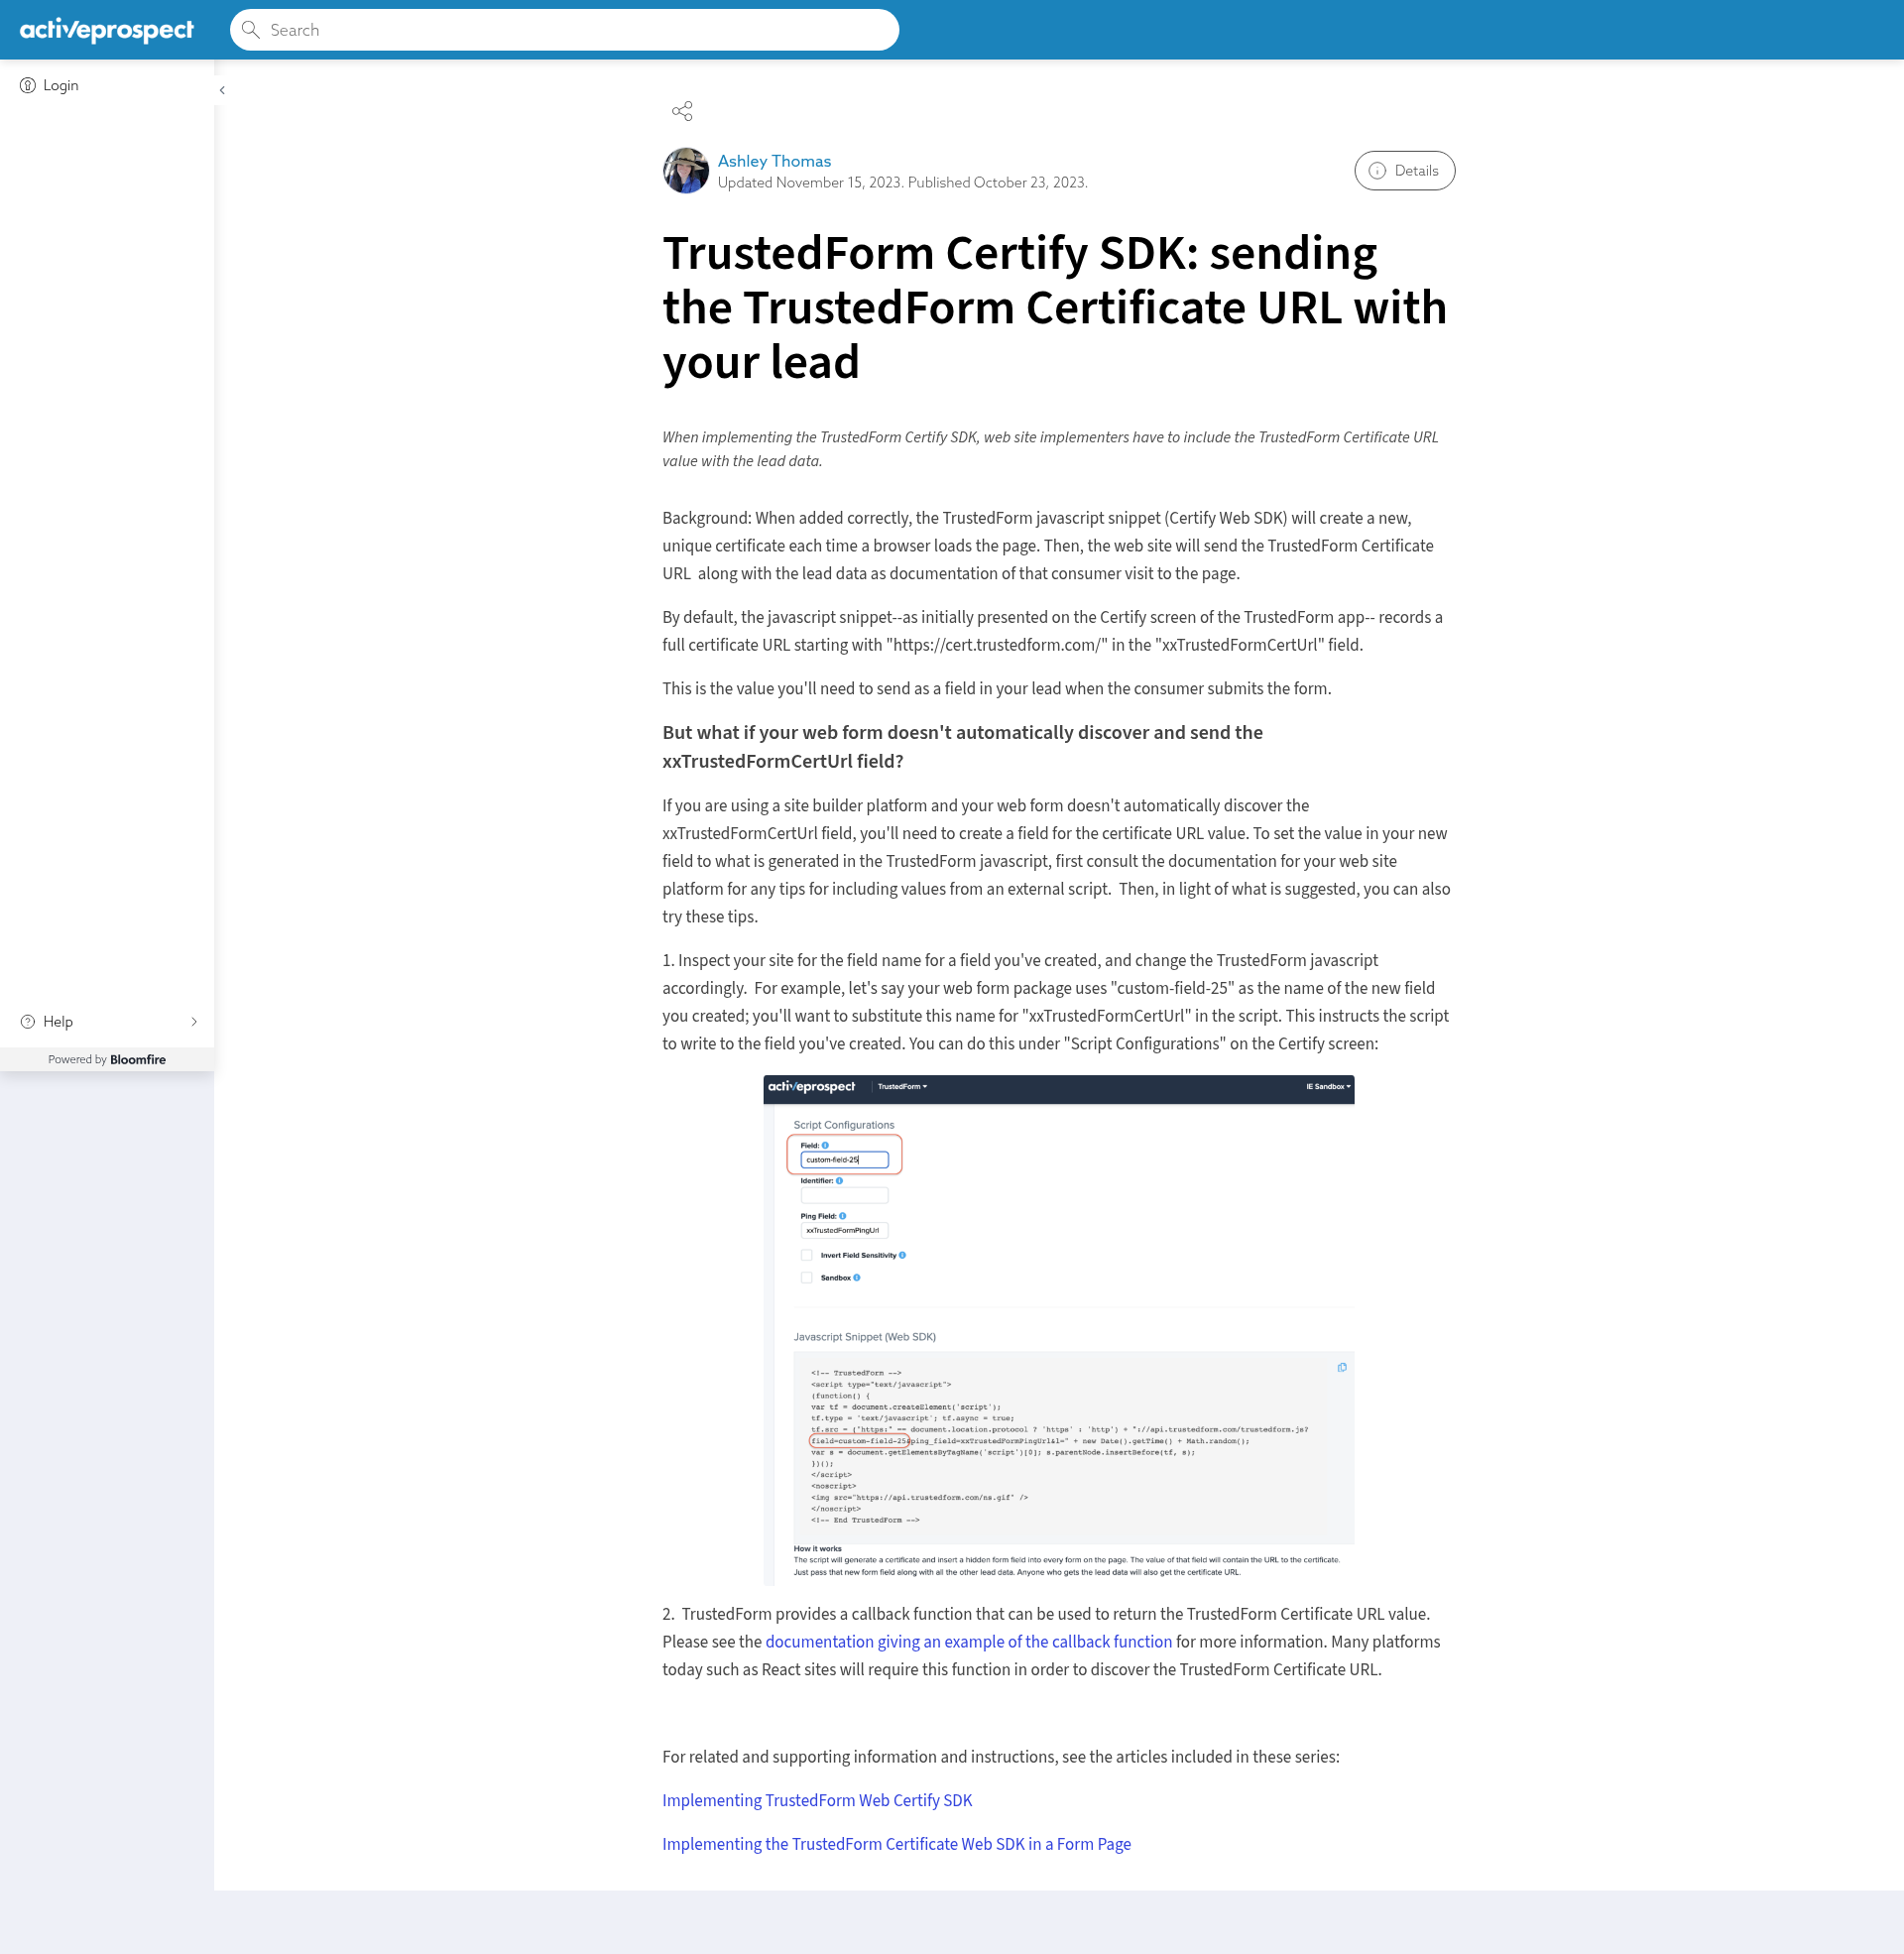 activeprospect
Search
Login
Ashley Thomas
Updated November 15, 2023. Published October 23, 2023.
Details
TrustedForm Certify SDK: sending
the TrustedForm Certificate URL with
your lead
When implementing the TrustedForm Certify SDK, web site implementers have to include the TrustedForm Certificate URL
value with the lead data.
Background: When added correctly, the TrustedForm javascript snippet (Certify Web SDK) will create a new,
unique certificate each time a browser loads the page. Then, the web site will send the TrustedForm Certificate
URL  along with the lead data as documentation of that consumer visit to the page.
By default, the javascript snippet--as initially presented on the Certify screen of the TrustedForm app-- records a
full certificate URL starting with "https://cert.trustedform.com/" in the "xxTrustedFormCertUrl" field.
This is the value you'll need to send as a field in your lead when the consumer submits the form.
But what if your web form doesn't automatically discover and send the
xxTrustedFormCertUrl field?
If you are using a site builder platform and your web form doesn't automatically discover the
xxTrustedFormCertUrl field, you'll need to create a field for the certificate URL value. To set the value in your new
field to what is generated in the TrustedForm javascript, first consult the documentation for your web site
platform for any tips for including values from an external script.  Then, in light of what is suggested, you can also
try these tips.
1. Inspect your site for the field name for a field you've created, and change the TrustedForm javascript
accordingly.  For example, let's say your web form package uses "custom-field-25" as the name of the new field
you created; you'll want to substitute this name for "xxTrustedFormCertUrl" in the script. This instructs the script
to write to the field you've created. You can do this under "Script Configurations" on the Certify screen:
activeprospect
TrustedForm
IE Sandbox
Script Configurations
Field:
custom-field-25
Identifier:
Ping Field:
xxTrustedFormPingUrl
Invert Field Sensitivity
Sandbox
Javascript Snippet (Web SDK)
<!-- TrustedForm -->
<script type="text/javascript">
(function() {
var tf = document.createElement('script');
tf.type = 'text/javascript'; tf.async = true;
tf.src = ("https:" == document.location.protocol ? 'https' : 'http') + "://api.trustedform.com/trustedform.js?
field=custom-field-25&ping_field=xxTrustedFormPingUrl&l=" + new Date().getTime() + Math.random();
var s = document.getElementsByTagName('script')[0]; s.parentNode.insertBefore(tf, s);
})();
</script>
<noscript>
<img src="https://api.trustedform.com/ns.gif" />
</noscript>
<!-- End TrustedForm -->
How it works
The script will generate a certificate and insert a hidden form field into every form on the page. The value of that field will contain the URL to the certificate.
Just pass that new form field along with all the other lead data. Anyone who gets the lead data will also get the certificate URL.
2.  TrustedForm provides a callback function that can be used to return the TrustedForm Certificate URL value.
Please see the documentation giving an example of the callback function for more information. Many platforms
today such as React sites will require this function in order to discover the TrustedForm Certificate URL.
For related and supporting information and instructions, see the articles included in these series:
Implementing TrustedForm Web Certify SDK
Implementing the TrustedForm Certificate Web SDK in a Form Page
Help
Powered by Bloomfire